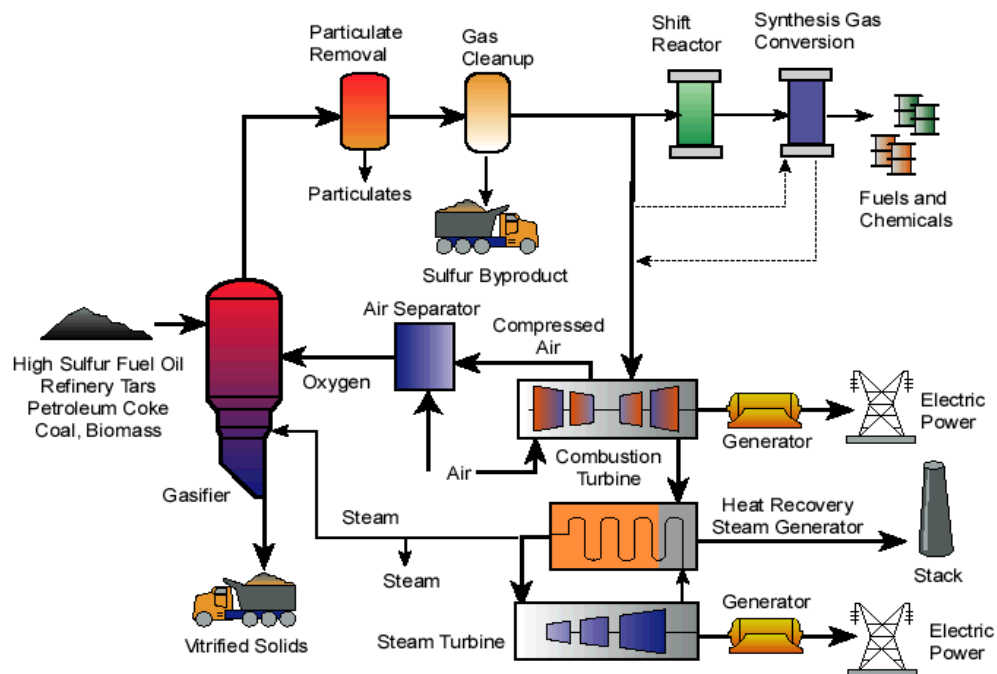 Particulate
Removal
Gas
Cleanup
Shift
Reactor
Synthesis Gas
Conversion
Particulates
Fuels and
Chemicals
Sulfur Byproduct
Air Separator
Compressed
Air
High Sulfur Fuel Oil
Refinery Tars
Petroleum Coke
Coal, Biomass
Oxygen
Electric
Power
Generator
Air
Combustion
Turbine
Gasifier
Heat Recovery
Steam Generator
Steam
Steam
Stack
Vitrified Solids
Steam Turbine
Generator
Electric
Power